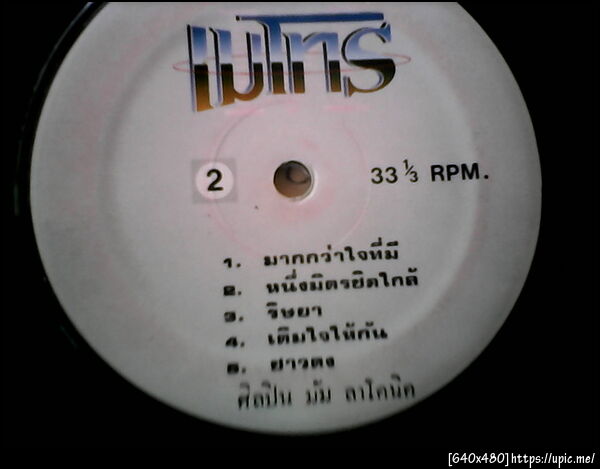 เมโทร
2
33 ⅓ RPM.
1. มากกว่าใจที่มี
2. หนึ่งมิตรชิดใกล้
3. ริษยา
4. เติมใจให้กัน
5. ยาวตง
ศิลปิน มัม ลาโคนิค
[640x480]https://upic.me/